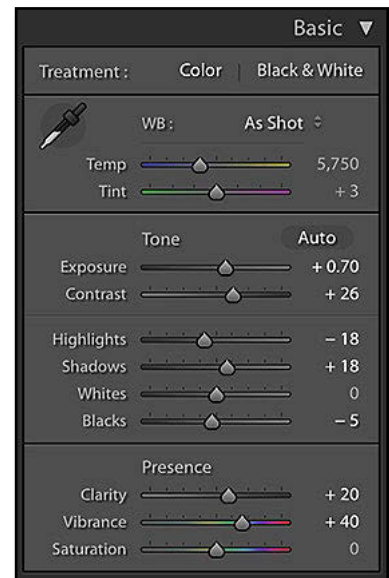 Basic ▼
Treatment : Color | Black & White
WB : As Shot
Temp 5,750
Tint + 3
Tone Auto
Exposure + 0.70
Contrast + 26
Highlights − 18
Shadows + 18
Whites 0
Blacks − 5
Presence
Clarity + 20
Vibrance + 40
Saturation 0